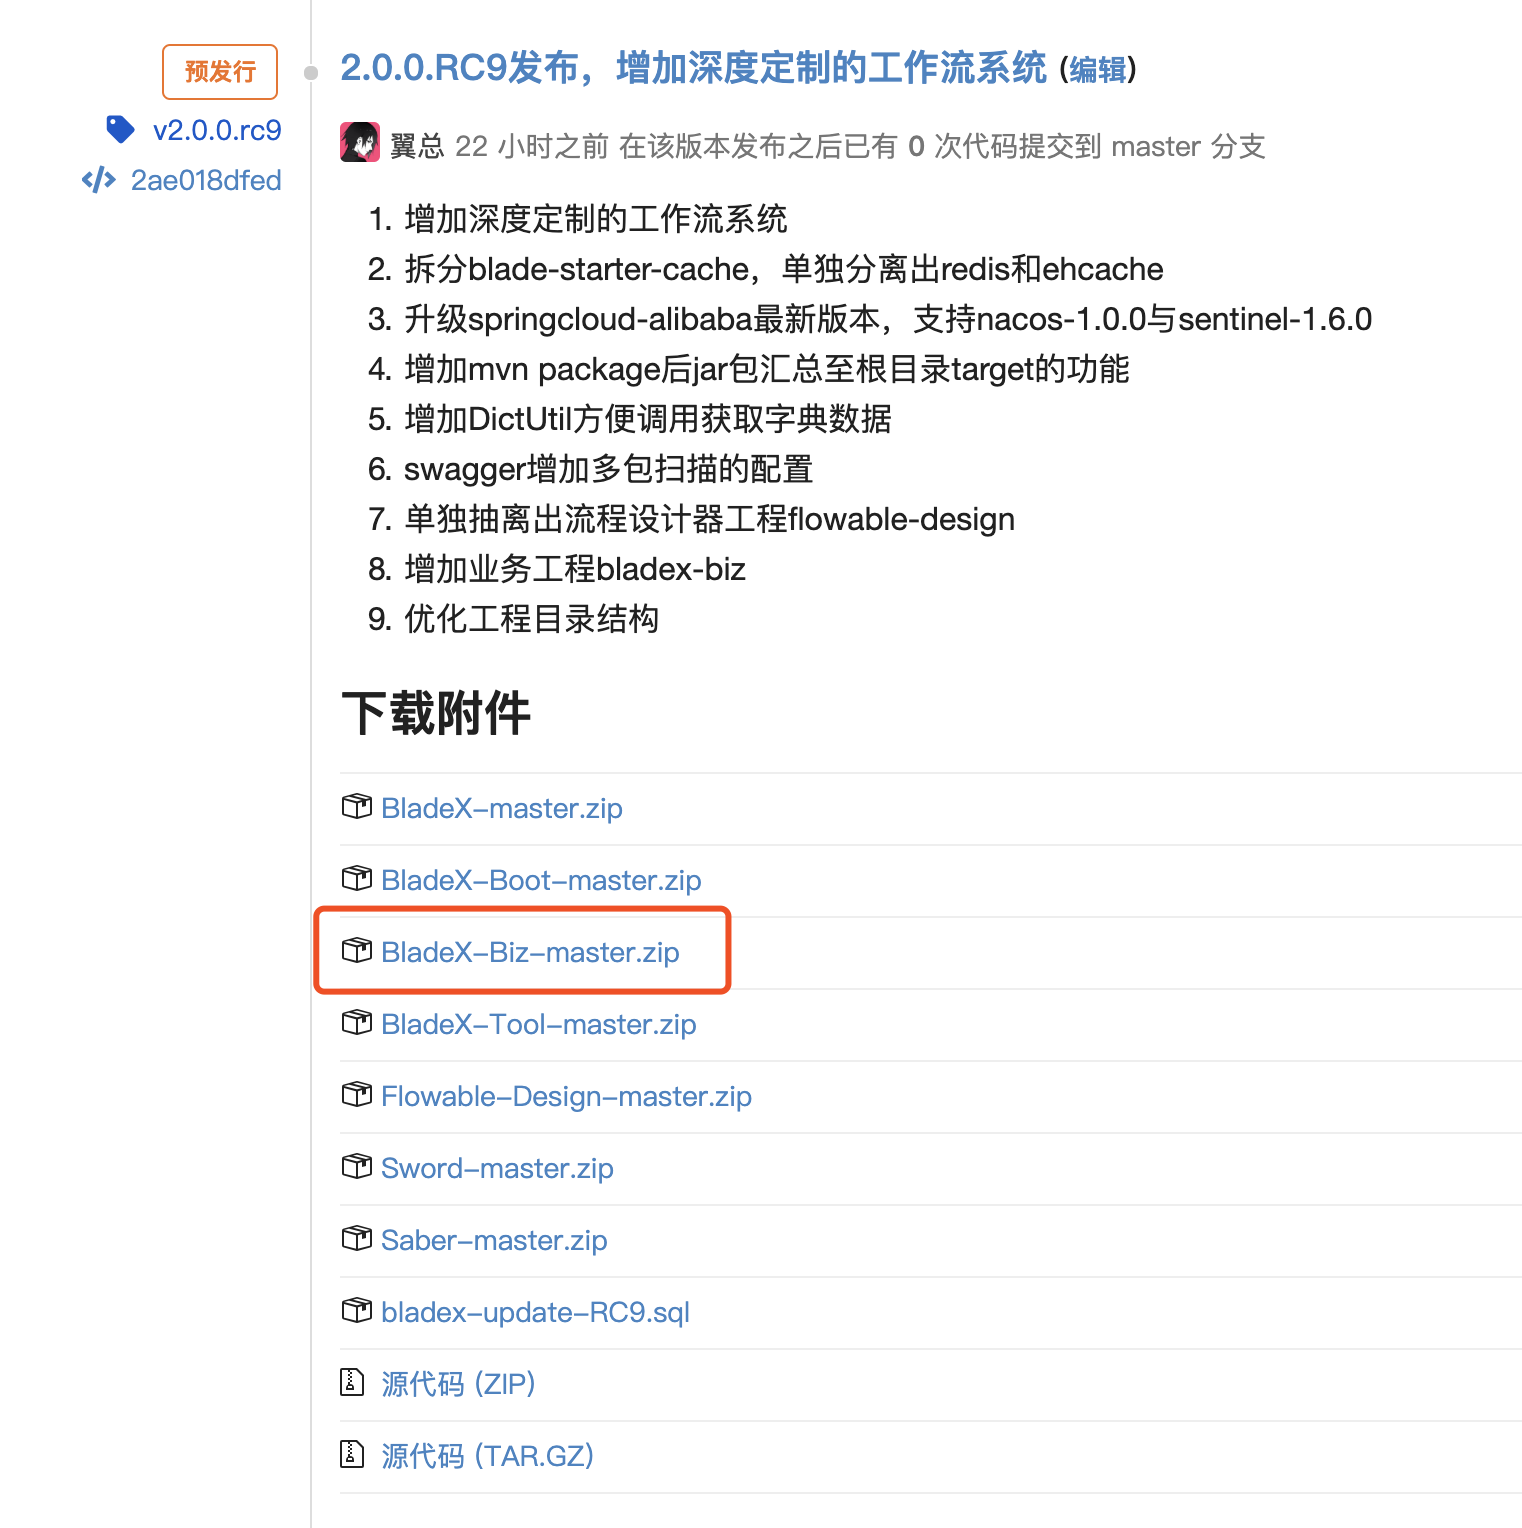 预发行
v2.0.0.rc9
2ae018dfed
2.0.0.RC9发布，增加深度定制的工作流系统 (编辑)
翼总 22 小时之前 在该版本发布之后已有 0 次代码提交到 master 分支
1. 增加深度定制的工作流系统
2. 拆分blade-starter-cache，单独分离出redis和ehcache
3. 升级springcloud-alibaba最新版本，支持nacos-1.0.0与sentinel-1.6.0
4. 增加mvn package后jar包汇总至根目录target的功能
5. 增加DictUtil方便调用获取字典数据
6. swagger增加多包扫描的配置
7. 单独抽离出流程设计器工程flowable-design
8. 增加业务工程bladex-biz
9. 优化工程目录结构
下载附件
BladeX-master.zip
BladeX-Boot-master.zip
BladeX-Biz-master.zip
BladeX-Tool-master.zip
Flowable-Design-master.zip
Sword-master.zip
Saber-master.zip
bladex-update-RC9.sql
源代码 (ZIP)
源代码 (TAR.GZ)